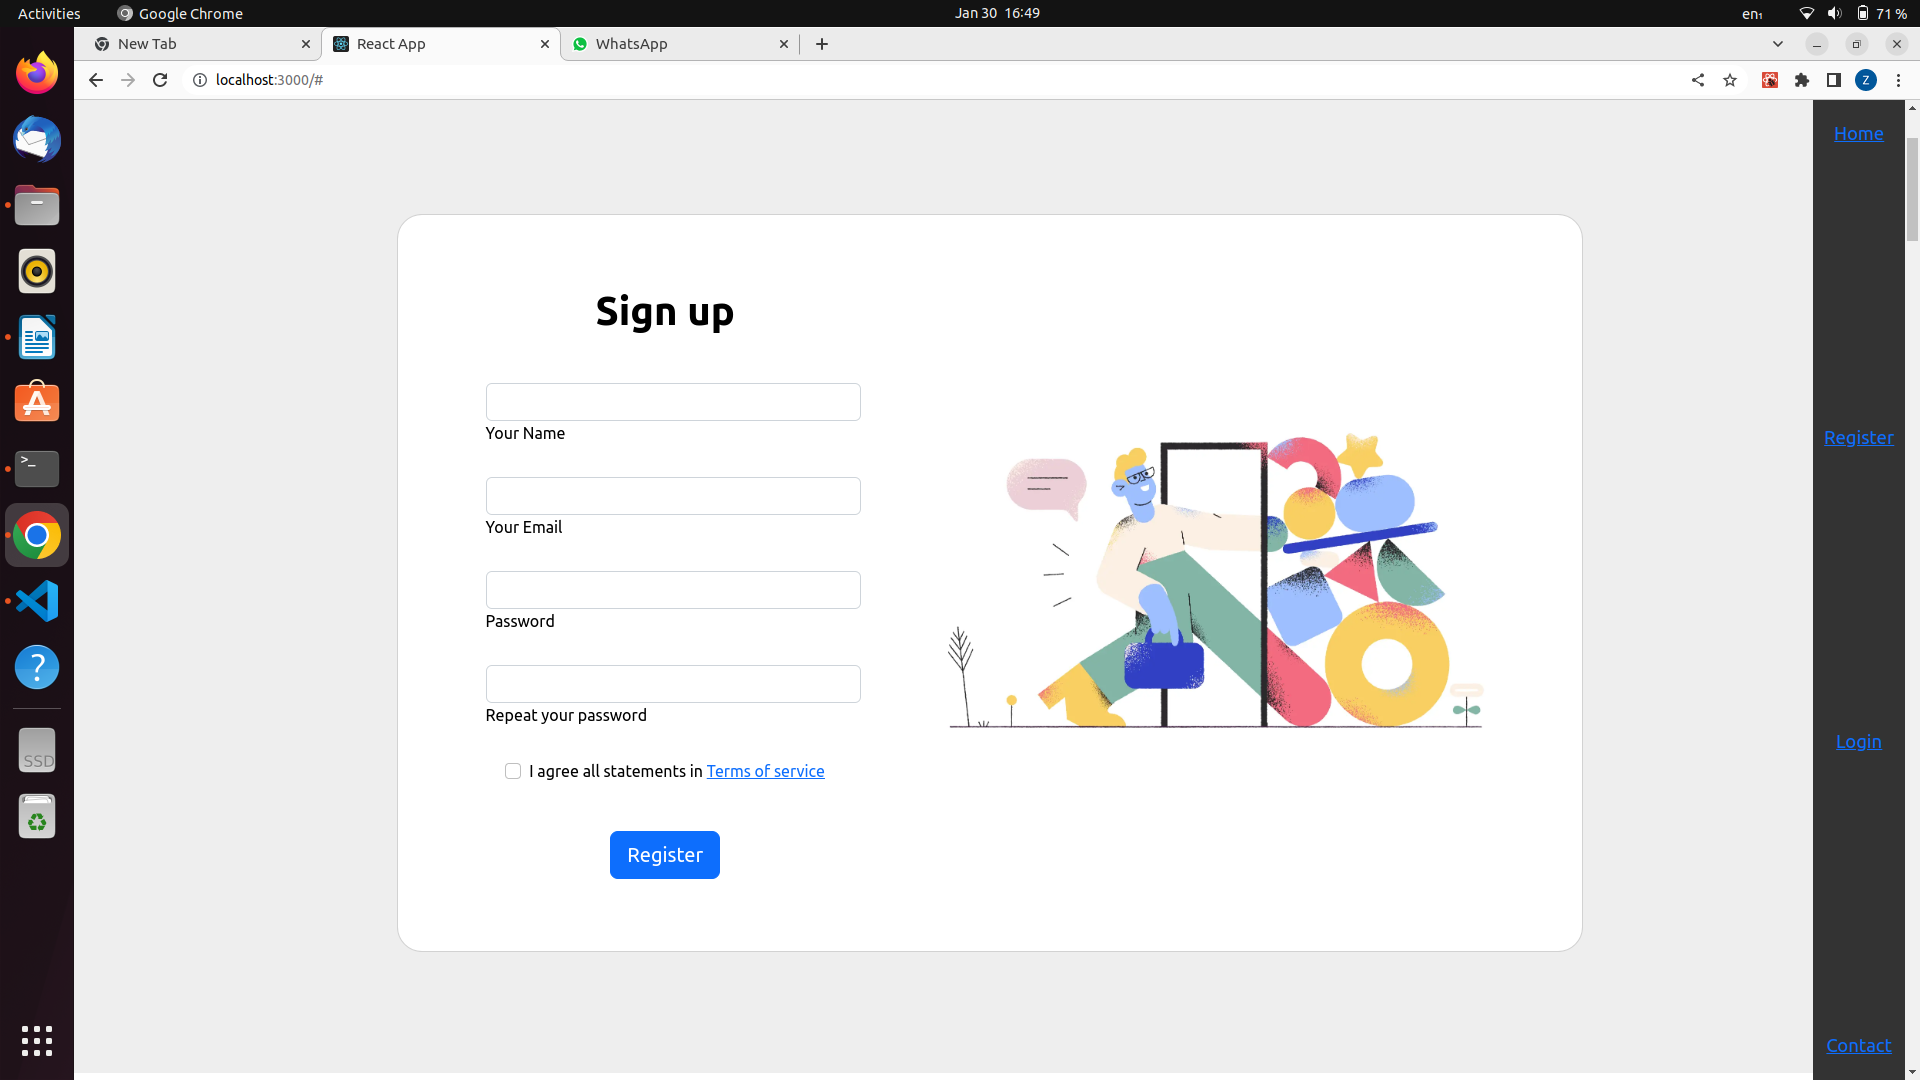 Activities
Google Chrome
Jan 30 16:49
en₁
71 %
New Tab
React App
WhatsApp
localhost:3000/#
Z
Home
Sign up
Your Name
Register
Your Email
Password
Repeat your password
Login
I agree all statements in Terms of service
SSD
Register
Contact